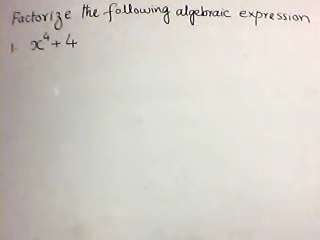 Factorize the following algebraic expression
1. x⁴ + 4